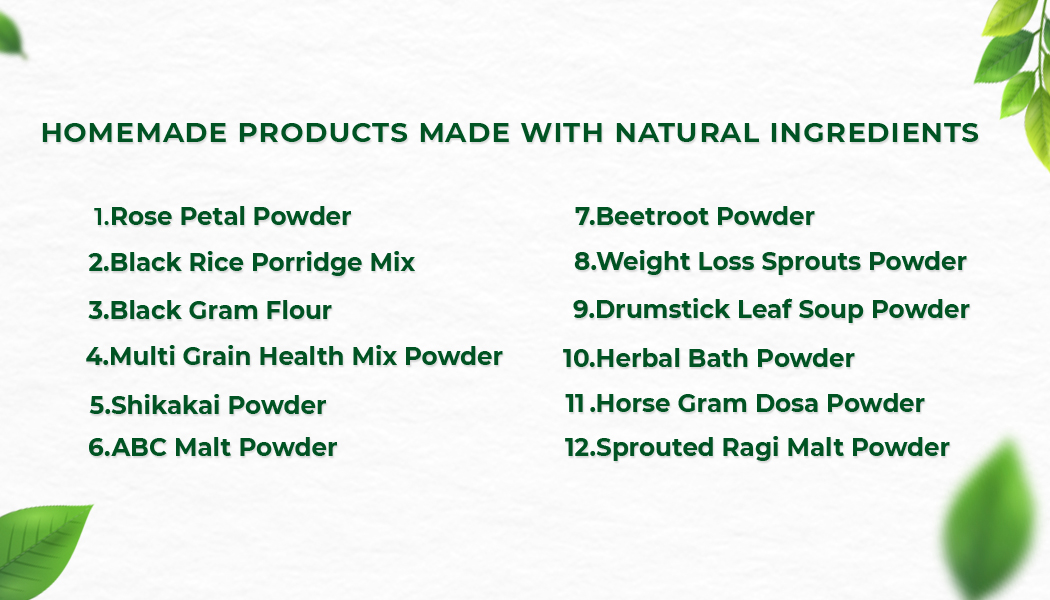 HOMEMADE PRODUCTS MADE WITH NATURAL INGREDIENTS
1.Rose Petal Powder
2.Black Rice Porridge Mix
3.Black Gram Flour
4.Multi Grain Health Mix Powder
5.Shikakai Powder
6.ABC Malt Powder
7.Beetroot Powder
8.Weight Loss Sprouts Powder
9.Drumstick Leaf Soup Powder
10.Herbal Bath Powder
11 .Horse Gram Dosa Powder
12.Sprouted Ragi Malt Powder